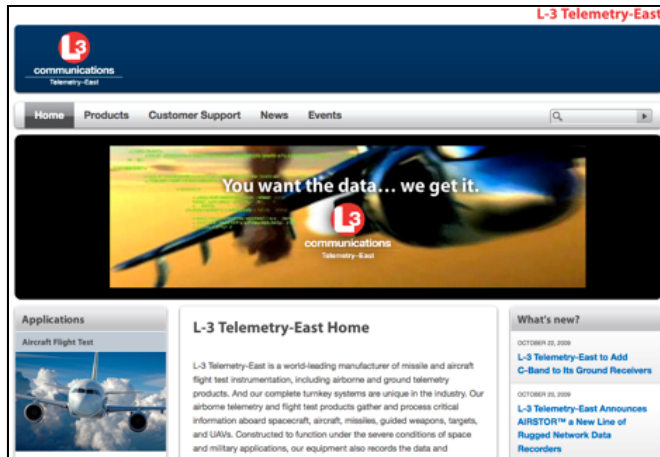 L-3 Telemetry-East
L3
communications
Telemetry-East
Home Products Customer Support News Events
You want the data... we get it.
L3
communications
Telemetry-East
Applications
Aircraft Flight Test
L-3 Telemetry-East Home
L-3 Telemetry-East is a world-leading manufacturer of missile and aircraft
flight test instrumentation, including airborne and ground telemetry
products. And our complete turnkey systems are unique in the industry. Our
airborne telemetry and flight test products gather and process critical
information aboard spacecraft, aircraft, missiles, guided weapons, targets,
and UAVs. Constructed to function under the severe conditions of space
and military applications, our equipment also records the data and
What's new?
OCTOBER 22, 2009
L-3 Telemetry-East to Add
C-Band to Its Ground Receivers
OCTOBER 20, 2009
L-3 Telemetry-East Announces
AIRSTOR™ a New Line of
Rugged Network Data
Recorders